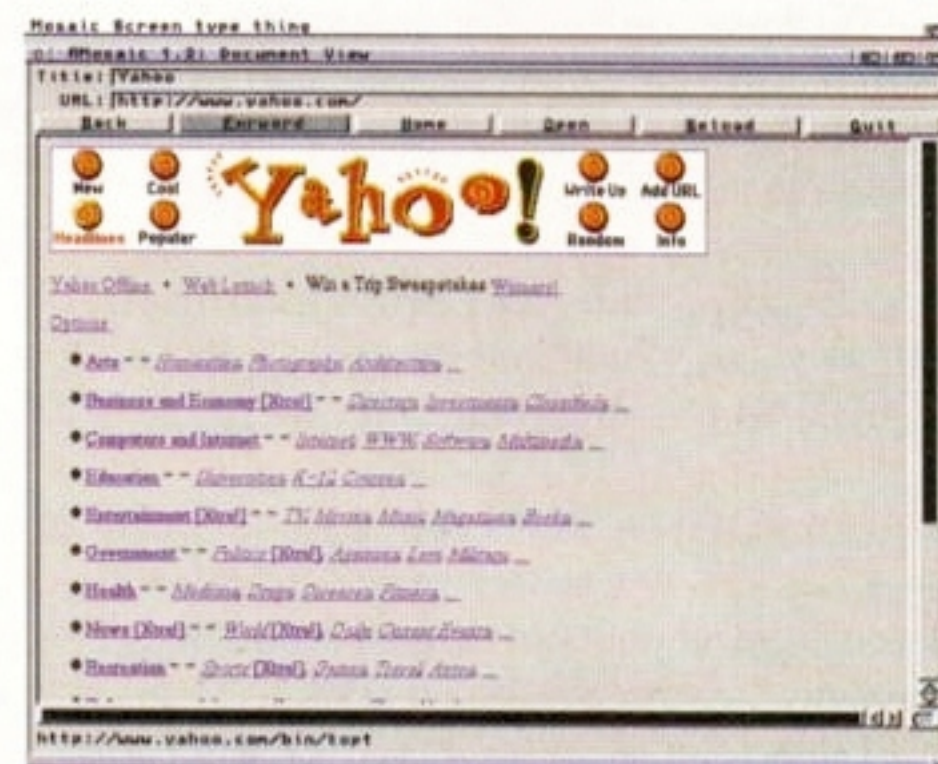 Mosaic Screen type thing
AMosaic 1.2: Document View
Title: Yahoo
URL: http://www.yahoo.com/
Back Forward Home Open Reload Quit
New Cool Yahoo! Write Us Add URL
Headlines Popular Random Info
Yahoo Offline • Web Launch • Win a Trip Sweepstakes Winners!
Options
Arts -- Humanities, Photography, Architecture, ...
Business and Economy [Xtra!] -- Directory, Investments, Classifieds, ...
Computers and Internet -- Internet, WWW, Software, Multimedia, ...
Education -- Universities, K-12, Courses, ...
Entertainment [Xtra!] -- TV, Movies, Music, Magazines, Books, ...
Government -- Politics [Xtra!], Agencies, Law, Military, ...
Health -- Medicine, Drugs, Diseases, Fitness, ...
News [Xtra!] -- World [Xtra!], Daily, Current Events, ...
Recreation -- Sports [Xtra!], Games, Travel, Autos, ...
http://www.yahoo.com/bin/topt